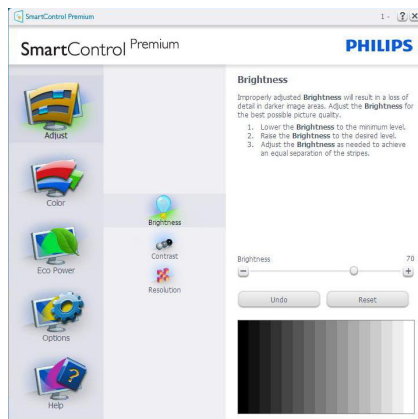 SmartControl Premium
1 - ? X
SmartControl Premium
PHILIPS
Adjust
Color
Eco Power
Options
Help
Brightness
Contrast
Resolution
Brightness
Improperly adjusted Brightness will result in a loss of
detail in darker image areas. Adjust the Brightness for
the best possible picture quality.
1. Lower the Brightness to the minimum level.
2. Raise the Brightness to the desired level.
3. Adjust the Brightness as needed to achieve
an equal separation of the stripes.
Brightness 70
Undo Reset